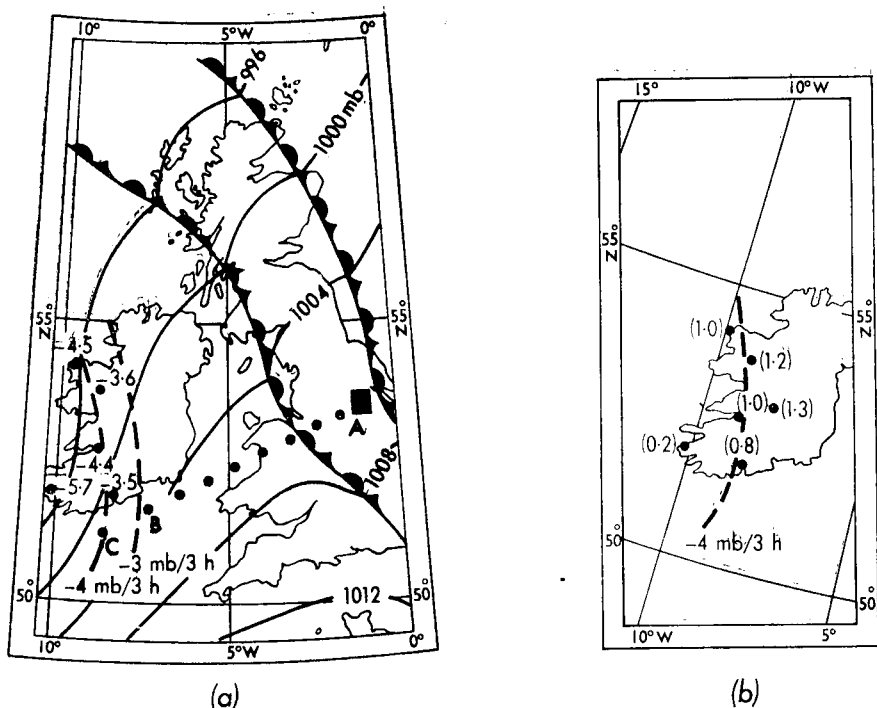 10°
5°W
0°
996
1000 mb
1004
55°
N
55°
N
-4·5
-3·6
A
-4·4
-5·7
-3·5
1008
B
C
-3 mb/3 h
-4 mb/3 h
50°
1012
50°
10°
5°W
0°
(a)
15°
10°W
55°
N
55°
N
(1·0)
(1·2)
(1·0)
(1·3)
(0·2)
(0·8)
-4 mb/3 h
50°
50°
10°W
5°
(b)